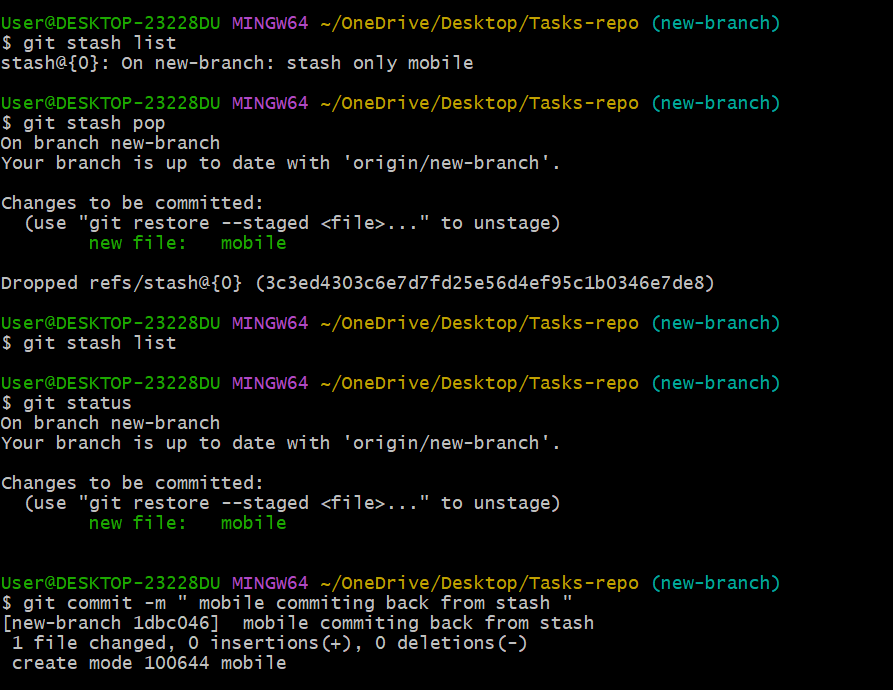 User@DESKTOP-23228DU MINGW64 ~/OneDrive/Desktop/Tasks-repo (new-branch)
$ git stash list
stash@{0}: On new-branch: stash only mobile
User@DESKTOP-23228DU MINGW64 ~/OneDrive/Desktop/Tasks-repo (new-branch)
$ git stash pop
On branch new-branch
Your branch is up to date with 'origin/new-branch'.
Changes to be committed:
  (use "git restore --staged <file>..." to unstage)
        new file:   mobile
Dropped refs/stash@{0} (3c3ed4303c6e7d7fd25e56d4ef95c1b0346e7de8)
User@DESKTOP-23228DU MINGW64 ~/OneDrive/Desktop/Tasks-repo (new-branch)
$ git stash list
User@DESKTOP-23228DU MINGW64 ~/OneDrive/Desktop/Tasks-repo (new-branch)
$ git status
On branch new-branch
Your branch is up to date with 'origin/new-branch'.
Changes to be committed:
  (use "git restore --staged <file>..." to unstage)
        new file:   mobile
User@DESKTOP-23228DU MINGW64 ~/OneDrive/Desktop/Tasks-repo (new-branch)
$ git commit -m " mobile commiting back from stash "
[new-branch 1dbc046]  mobile commiting back from stash
 1 file changed, 0 insertions(+), 0 deletions(-)
 create mode 100644 mobile